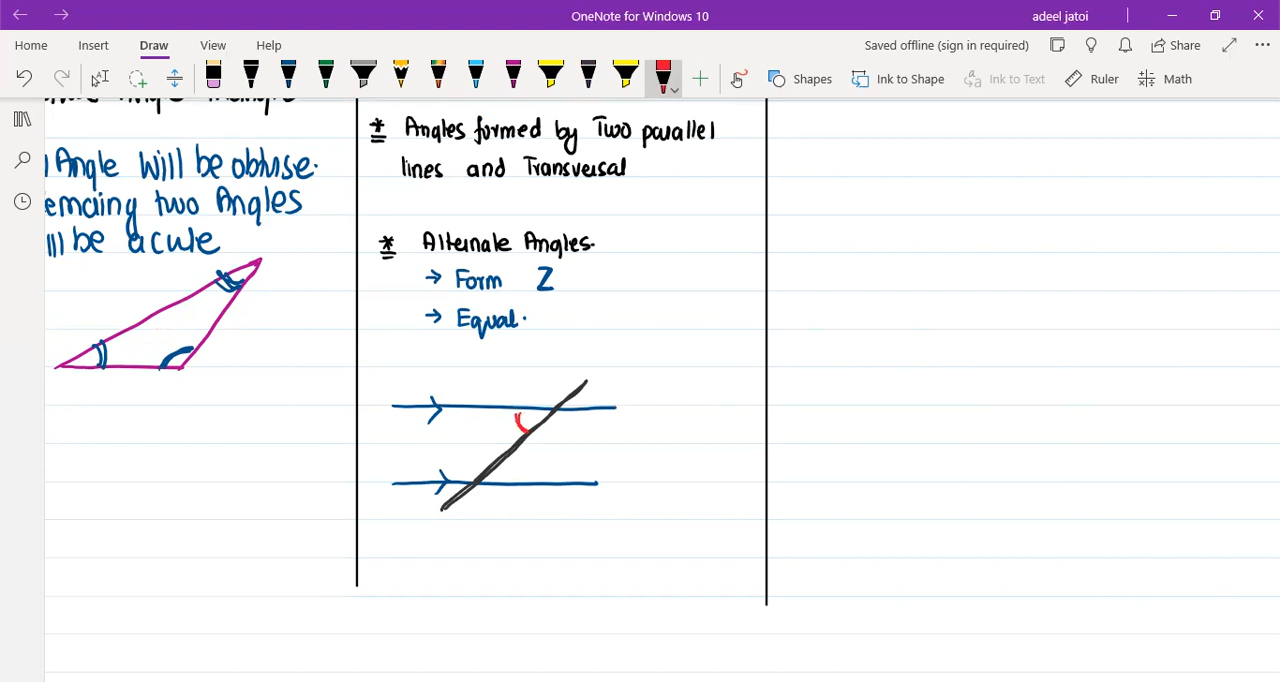 OneNote for Windows 10
adeel jatoi
Home Insert Draw View Help
Saved offline (sign in required)
Share
Shapes
Ink to Shape
Ink to Text
Ruler
Math
Angle
Angle Will be obtuse.
emaing two Angles
ll be acute
* Angles formed by Two parallel
lines and Transversal
* Alternale Angles.
→ Form Z
→ Equal.